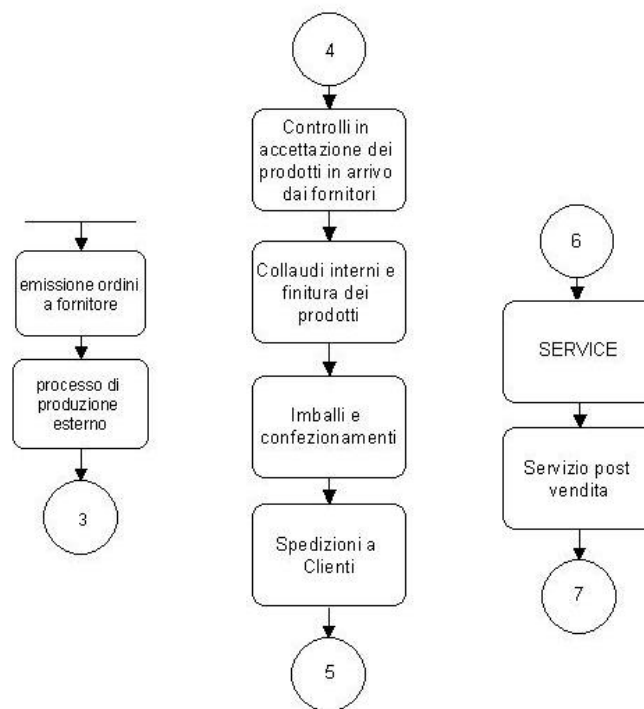 emissione ordini
a fornitore
processo di
produzione
esterno
3
4
Controlli in
accettazione dei
prodotti in arrivo
dai fornitori
Collaudi interni e
finitura dei
prodotti
Imballi e
confezionamenti
Spedizioni a
Clienti
5
6
SERVICE
Servizio post
vendita
7